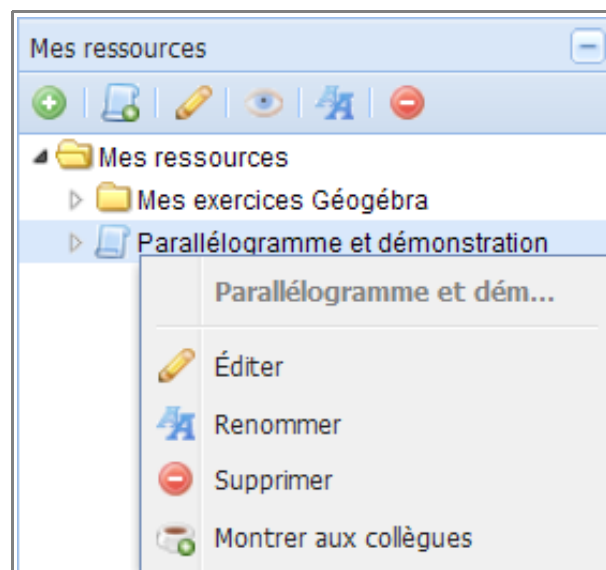 Mes ressources
Mes ressources
Mes exercices Géogébra
Parallélogramme et démonstration
Parallélogramme et dém...
Éditer
Renommer
Supprimer
Montrer aux collègues